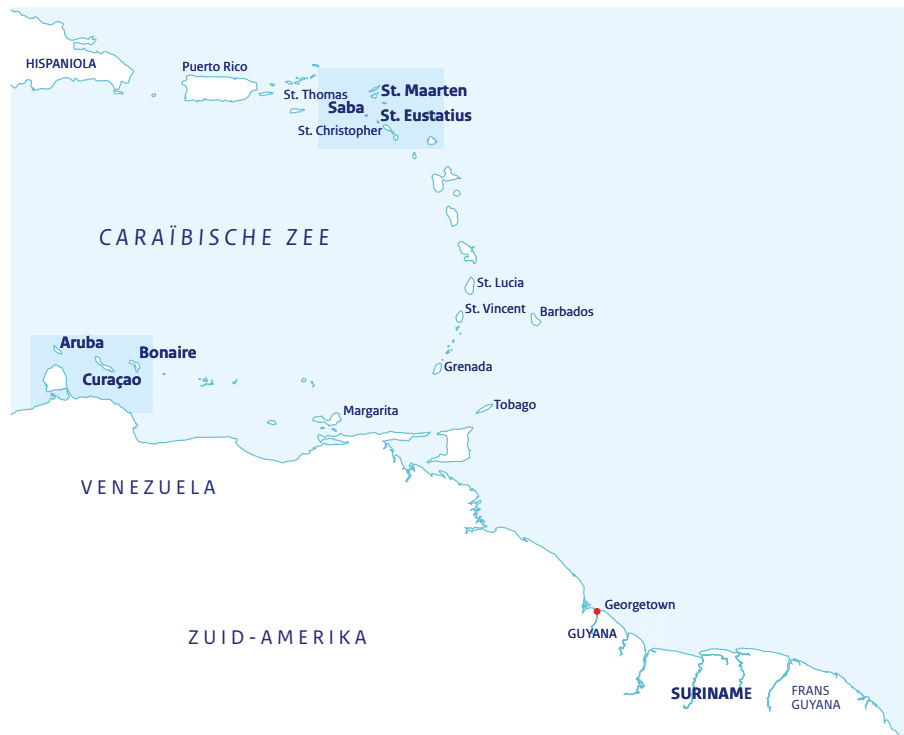 HISPANIOLA
Puerto Rico
St. Thomas
St. Maarten
Saba
St. Eustatius
St. Christopher
CARAÏBISCHE ZEE
St. Lucia
St. Vincent
Barbados
Aruba
Bonaire
Curaçao
Grenada
Margarita
Tobago
VENEZUELA
Georgetown
GUYANA
ZUID-AMERIKA
SURINAME
FRANS
GUYANA